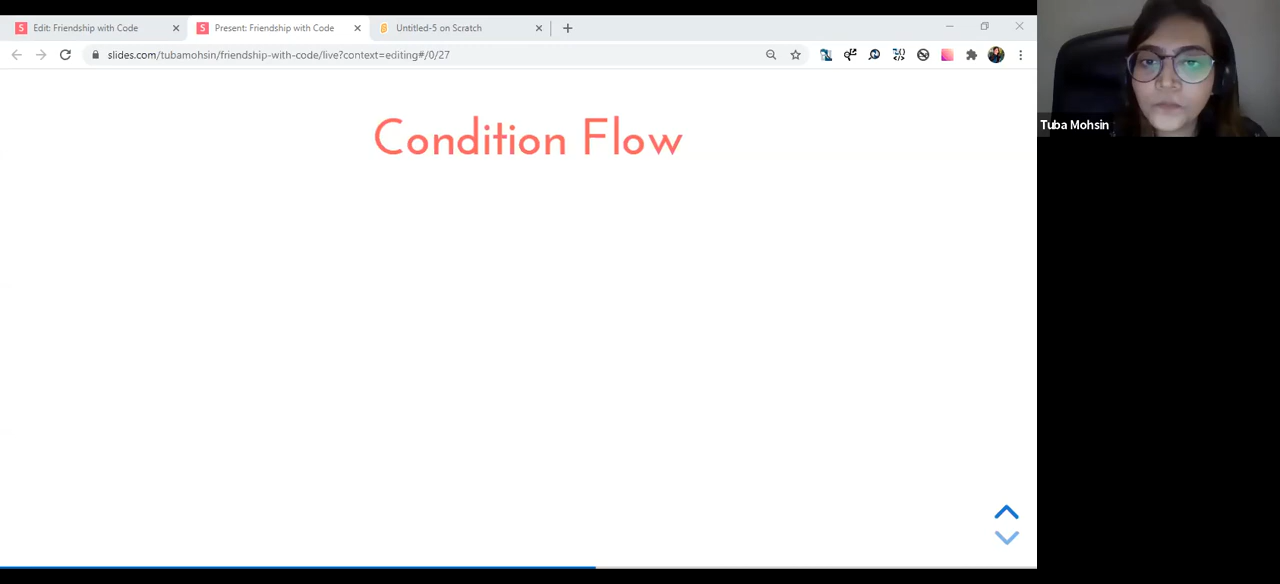 Edit: Friendship with Code
Present: Friendship with Code
Untitled-5 on Scratch
slides.com/tubamohsin/friendship-with-code/live?context=editing#/0/27
Condition Flow
Tuba Mohsin